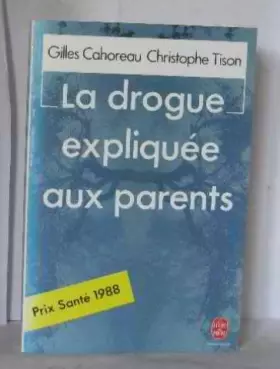 Gilles Cahoreau Christophe Tison
La drogue
expliquée
aux parents
Prix Santé 1988